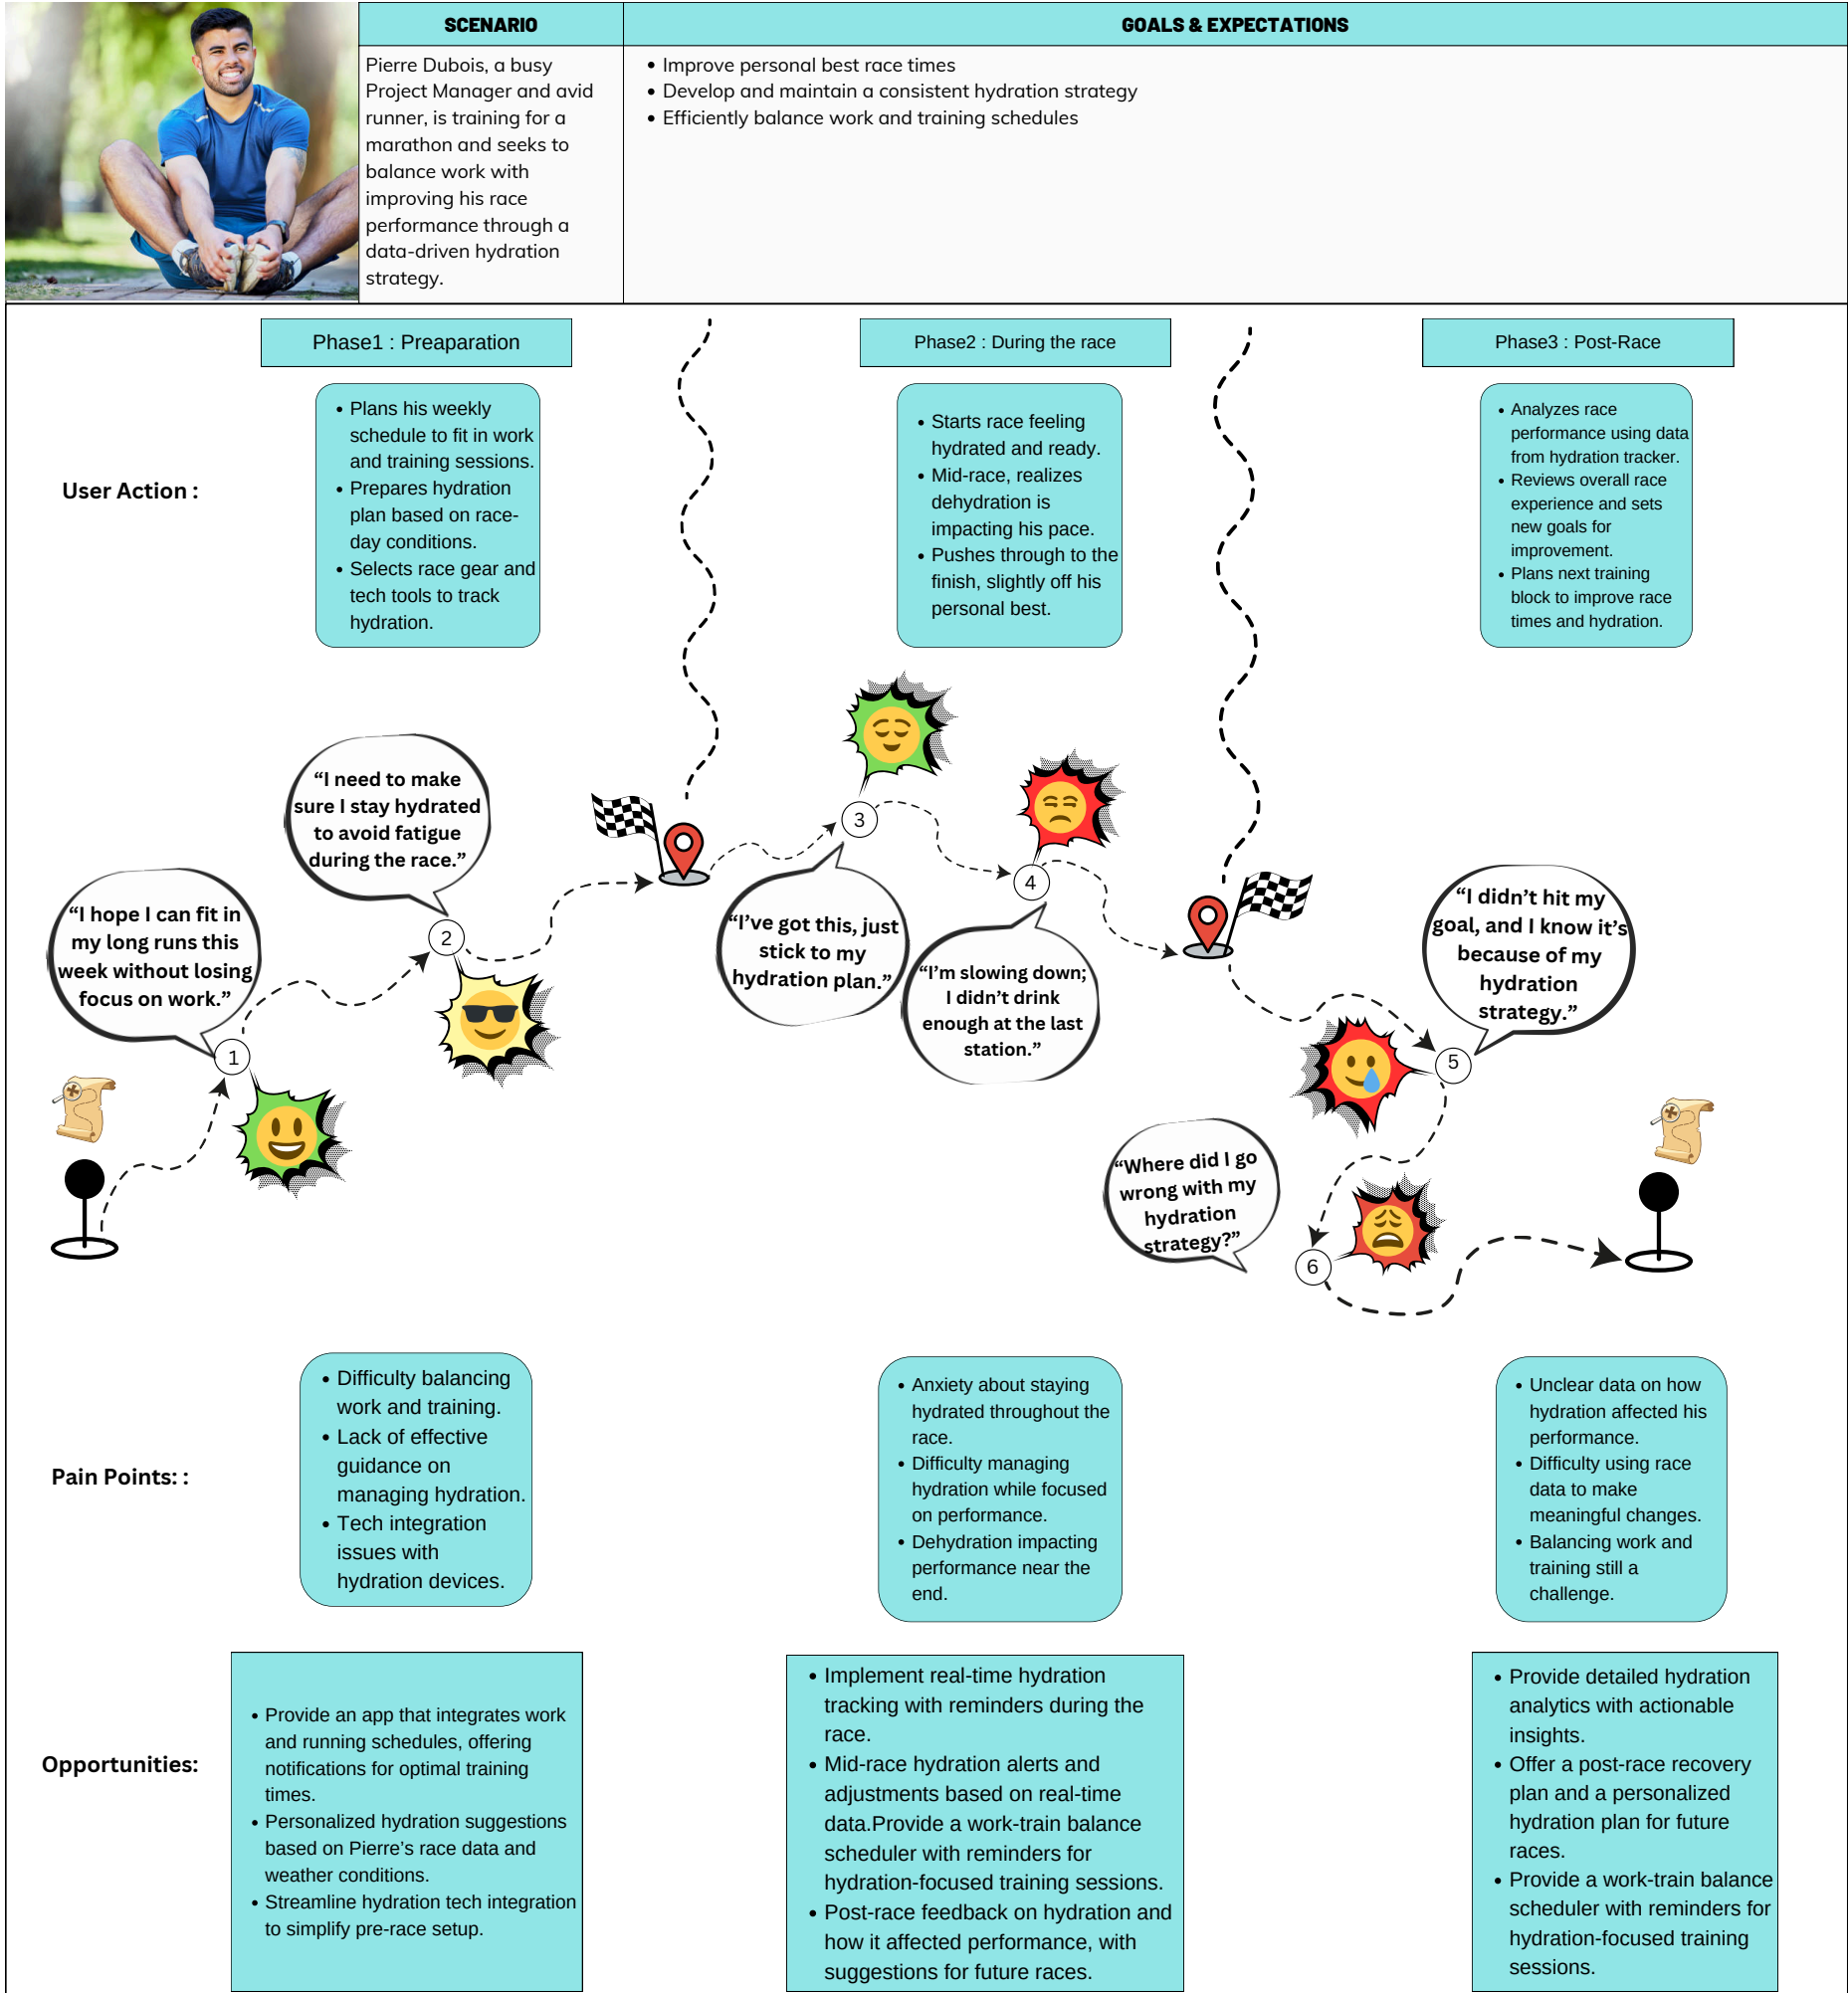 SCENARIO
GOALS & EXPECTATIONS
Pierre Dubois, a busy
Project Manager and avid
runner, is training for a
marathon and seeks to
balance work with
improving his race
performance through a
data-driven hydration
strategy.
• Improve personal best race times
• Develop and maintain a consistent hydration strategy
• Efficiently balance work and training schedules
Phase1 : Preaparation
Phase2 : During the race
Phase3 : Post-Race
User Action :
• Plans his weekly
schedule to fit in work
and training sessions.
• Prepares hydration
plan based on race-
day conditions.
• Selects race gear and
tech tools to track
hydration.
• Starts race feeling
hydrated and ready.
• Mid-race, realizes
dehydration is
impacting his pace.
• Pushes through to the
finish, slightly off his
personal best.
• Analyzes race
performance using data
from hydration tracker.
• Reviews overall race
experience and sets
new goals for
improvement.
• Plans next training
block to improve race
times and hydration.
“I hope I can fit in
my long runs this
week without losing
focus on work.”
1
“I need to make
sure I stay hydrated
to avoid fatigue
during the race.”
2
3
“I’ve got this, just
stick to my
hydration plan.”
4
“I’m slowing down;
I didn’t drink
enough at the last
station.”
“I didn’t hit my
goal, and I know it’s
because of my
hydration
strategy.”
5
“Where did I go
wrong with my
hydration
strategy?”
6
Pain Points: :
• Difficulty balancing
work and training.
• Lack of effective
guidance on
managing hydration.
• Tech integration
issues with
hydration devices.
• Anxiety about staying
hydrated throughout the
race.
• Difficulty managing
hydration while focused
on performance.
• Dehydration impacting
performance near the
end.
• Unclear data on how
hydration affected his
performance.
• Difficulty using race
data to make
meaningful changes.
• Balancing work and
training still a
challenge.
Opportunities:
• Provide an app that integrates work
and running schedules, offering
notifications for optimal training
times.
• Personalized hydration suggestions
based on Pierre’s race data and
weather conditions.
• Streamline hydration tech integration
to simplify pre-race setup.
• Implement real-time hydration
tracking with reminders during the
race.
• Mid-race hydration alerts and
adjustments based on real-time
data.Provide a work-train balance
scheduler with reminders for
hydration-focused training sessions.
• Post-race feedback on hydration and
how it affected performance, with
suggestions for future races.
• Provide detailed hydration
analytics with actionable
insights.
• Offer a post-race recovery
plan and a personalized
hydration plan for future
races.
• Provide a work-train balance
scheduler with reminders for
hydration-focused training
sessions.